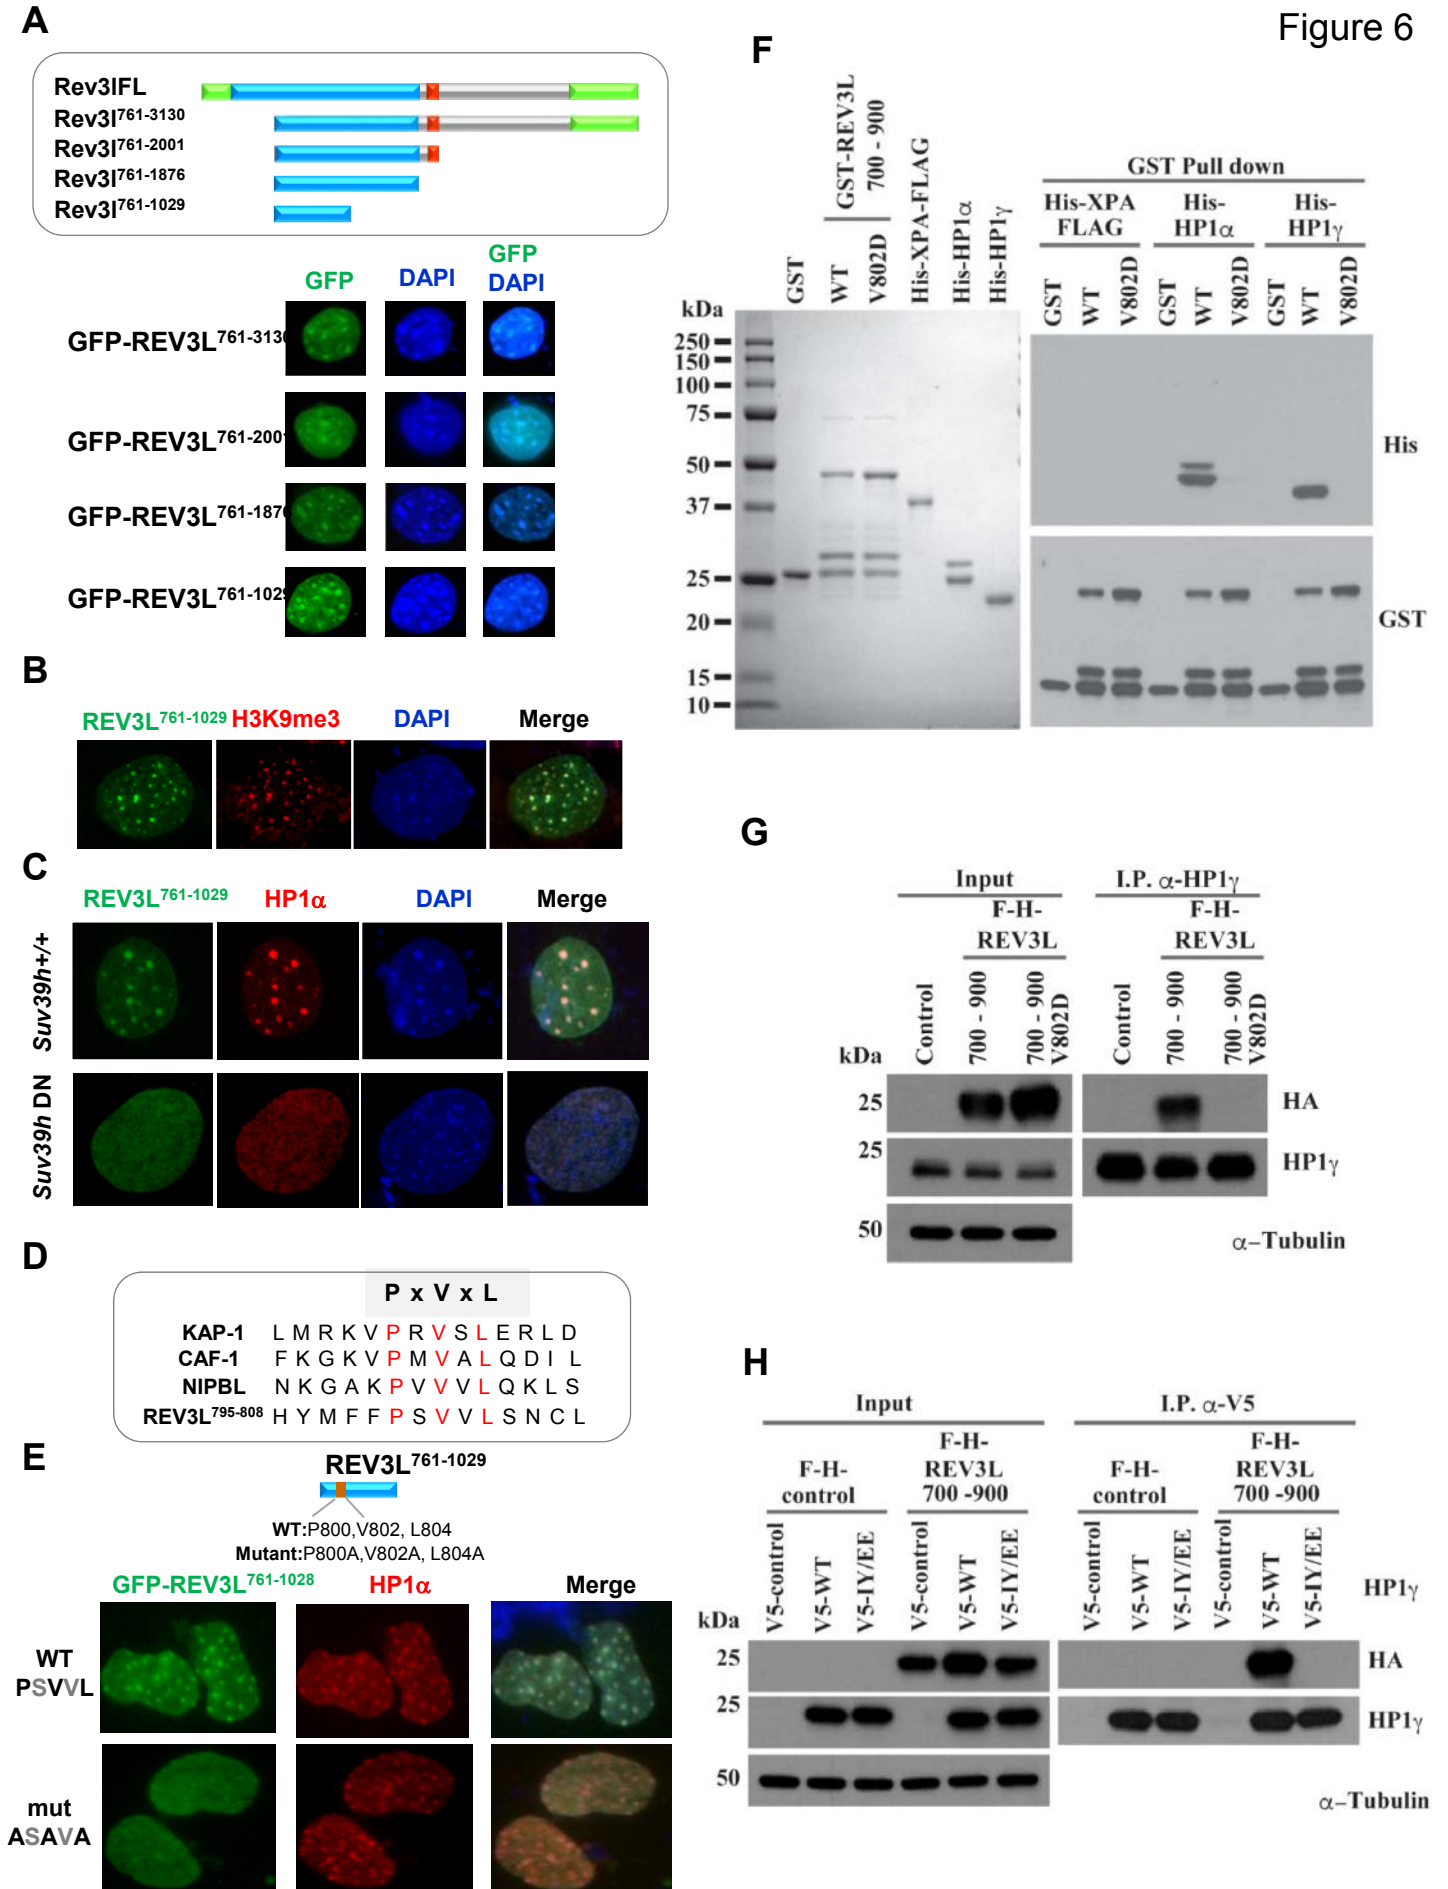 Figure 6
A
Rev3lFL
Rev3l761-3130
Rev3l761-2001
Rev3l761-1876
Rev3l761-1029
GFP DAPI GFP DAPI
GFP-REV3L761-3130
GFP-REV3L761-2001
GFP-REV3L761-1876
GFP-REV3L761-1029
B
REV3L761-1029 H3K9me3 DAPI Merge
C
REV3L761-1029 HP1α DAPI Merge
Suv39h+/+
Suv39h DN
D
P x V x L
KAP-1 L M R K V P R V S L E R L D
CAF-1 F K G K V P M V A L Q D I L
NIPBL N K G A K P V V V L Q K L S
REV3L795-808 H Y M F F P S V V L S N C L
E
REV3L761-1029
WT:P800,V802, L804
Mutant:P800A,V802A, L804A
GFP-REV3L761-1028 HP1α Merge
WT
PSVVL
mut
ASAVA
F
GST-REV3L
700 - 900
GST
WT
V802D
His-XPA-FLAG
His-HP1α
His-HP1γ
kDa
250
150
100
75
50
37
25
20
15
10
GST Pull down
His-XPA FLAG
His-HP1α
His-HP1γ
GST WT V802D GST WT V802D GST WT V802D
His
GST
G
Input I.P. α-HP1γ
F-H-REV3L F-H-REV3L
Control
700 - 900
700 - 900 V802D
Control
700 - 900
700 - 900 V802D
kDa
25 HA
25 HP1γ
50 α–Tubulin
H
Input I.P. α-V5
F-H-control
F-H-REV3L 700 -900
F-H-control
F-H-REV3L 700 -900
V5-control V5-WT V5-IY/EE V5-control V5-WT V5-IY/EE V5-control V5-WT V5-IY/EE V5-control V5-WT V5-IY/EE HP1γ
kDa
25 HA
25 HP1γ
50 α–Tubulin